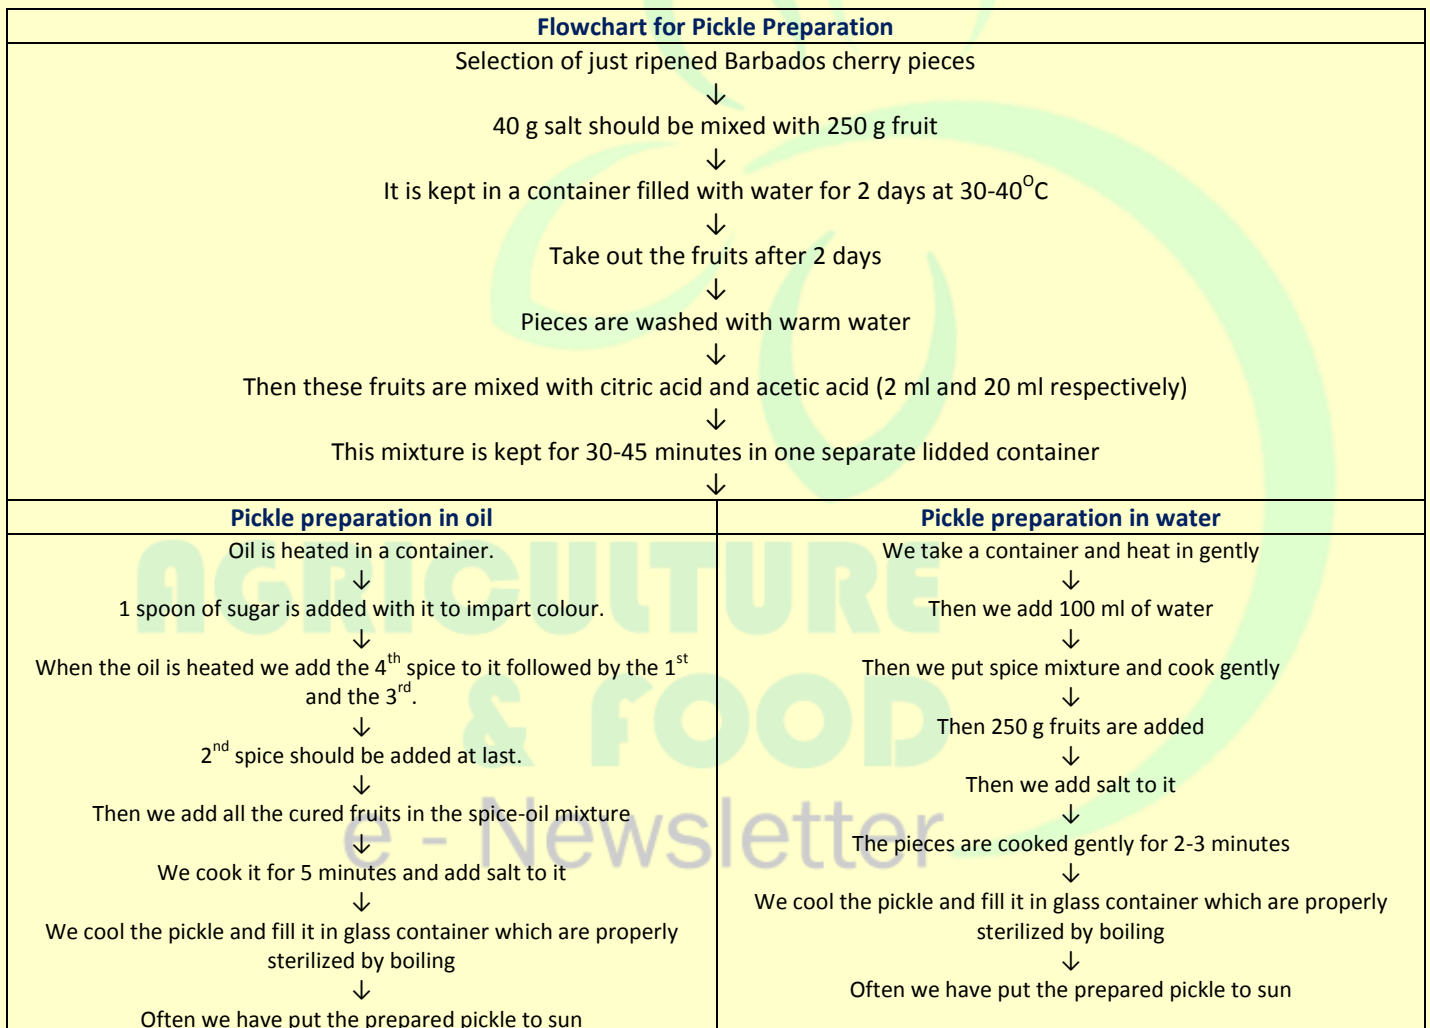 Flowchart for Pickle Preparation
Selection of just ripened Barbados cherry pieces
↓
40 g salt should be mixed with 250 g fruit
↓
It is kept in a container filled with water for 2 days at 30-40°C
↓
Take out the fruits after 2 days
↓
Pieces are washed with warm water
↓
Then these fruits are mixed with citric acid and acetic acid (2 ml and 20 ml respectively)
↓
This mixture is kept for 30-45 minutes in one separate lidded container
↓
Pickle preparation in oil
Oil is heated in a container.
↓
1 spoon of sugar is added with it to impart colour.
↓
When the oil is heated we add the 4th spice to it followed by the 1st
and the 3rd.
↓
2nd spice should be added at last.
↓
Then we add all the cured fruits in the spice-oil mixture
↓
We cook it for 5 minutes and add salt to it
↓
We cool the pickle and fill it in glass container which are properly
sterilized by boiling
↓
Often we have put the prepared pickle to sun
Pickle preparation in water
We take a container and heat in gently
↓
Then we add 100 ml of water
↓
Then we put spice mixture and cook gently
↓
Then 250 g fruits are added
↓
Then we add salt to it
↓
The pieces are cooked gently for 2-3 minutes
↓
We cool the pickle and fill it in glass container which are properly
sterilized by boiling
↓
Often we have put the prepared pickle to sun
AGRICULTURE
& FOOD
e - Newsletter